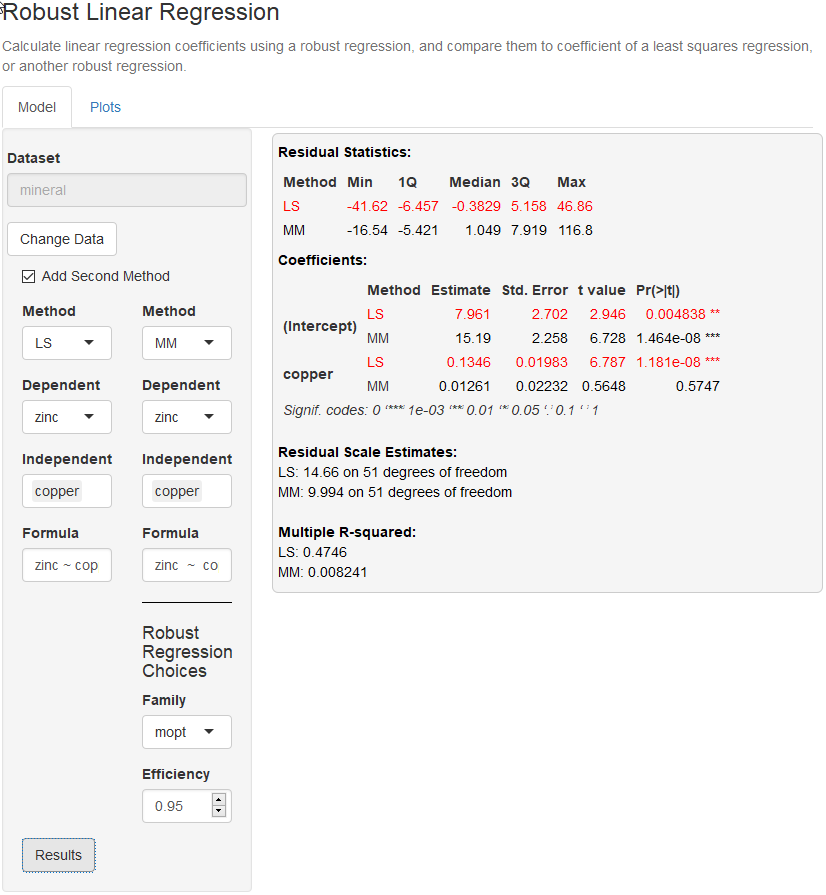 Robust Linear Regression
Calculate linear regression coefficients using a robust regression, and compare them to coefficient of a least squares regression,
or another robust regression.
Model Plots
Dataset
mineral
Change Data
Add Second Method
Method Method
LS MM
Dependent Dependent
zinc zinc
Independent Independent
copper copper
Formula Formula
zinc ~ cop zinc ~ co
Robust
Regression
Choices
Family
mopt
Efficiency
0.95
Results
Residual Statistics:
Method Min 1Q Median 3Q Max
LS -41.62 -6.457 -0.3829 5.158 46.86
MM -16.54 -5.421 1.049 7.919 116.8
Coefficients:
Method Estimate Std. Error t value Pr(>|t|)
(Intercept) LS 7.961 2.702 2.946 0.004838 **
MM 15.19 2.258 6.728 1.464e-08 ***
copper LS 0.1346 0.01983 6.787 1.181e-08 ***
MM 0.01261 0.02232 0.5648 0.5747
Signif. codes: 0 ‘***’ 1e-03 ‘**’ 0.01 ‘*’ 0.05 ‘.’ 0.1 ‘ ’ 1
Residual Scale Estimates:
LS: 14.66 on 51 degrees of freedom
MM: 9.994 on 51 degrees of freedom
Multiple R-squared:
LS: 0.4746
MM: 0.008241